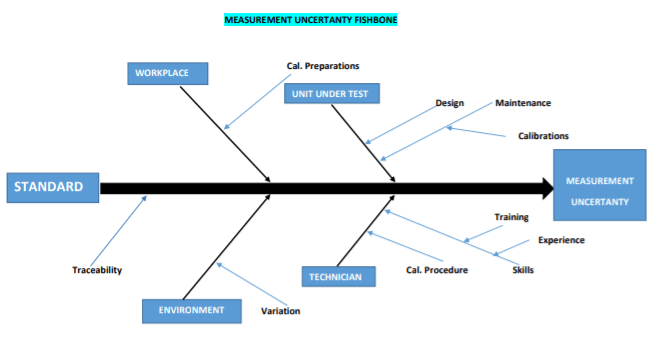 MEASUREMENT UNCERTANTY FISHBONE
WORKPLACE
Cal. Preparations
UNIT UNDER TEST
Design
Maintenance
Calibrations
STANDARD
MEASUREMENT
UNCERTANTY
Training
Experience
Traceability
TECHNICIAN
Cal. Procedure
Skills
ENVIRONMENT
Variation